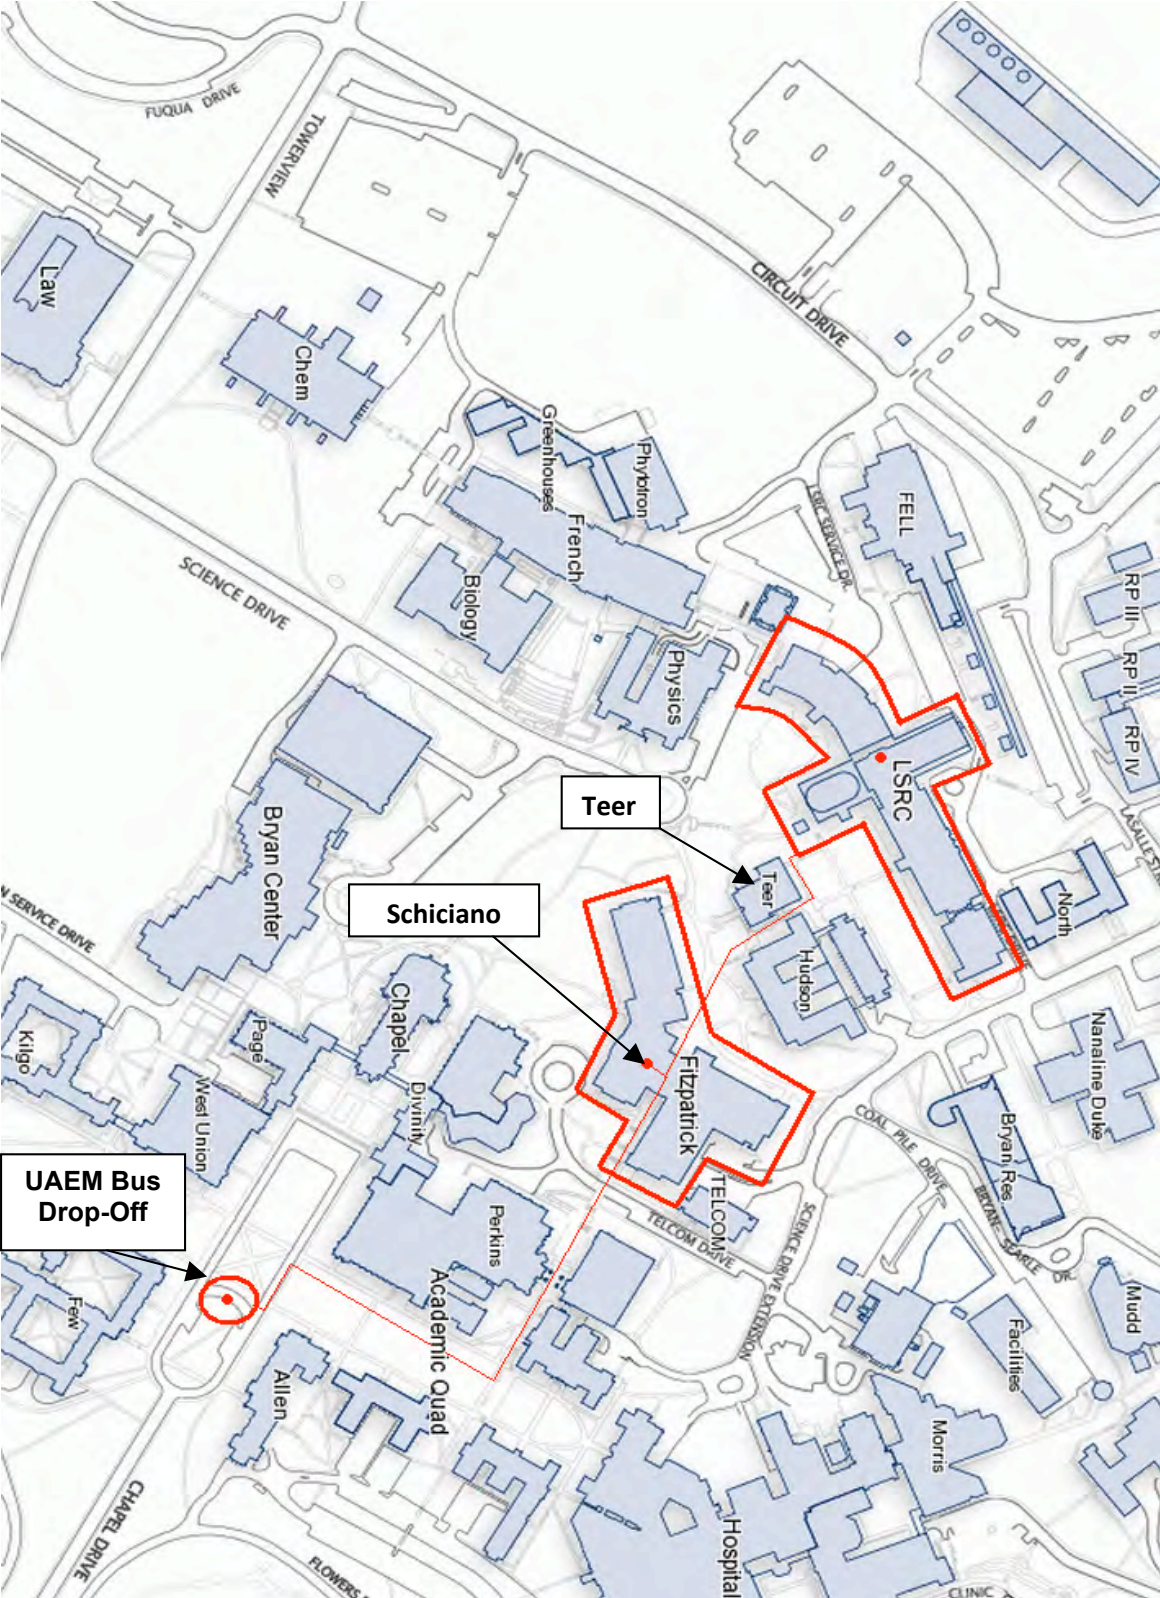 FUQUA DRIVE
TOWERVIEW
Law
Chem
CIRCUIT DRIVE
Greenhouses
Phytotron
French
FELL
LSRC SERVICE DR.
RP III
RP II
RP IV
SCIENCE DRIVE
Biology
Physics
LSRC
Teer
Teer
Bryan Center
Schiciano
North
Hudson
SERVICE DRIVE
Kilgo
Page
Chapel
West Union
Divinity
Fitzpatrick
Nanaline Duke
Bryan Res
COAL PILE DRIVE
BRYAN- SEARLE DR.
UAEM Bus
Drop-Off
TELCOM
TELCOM DRIVE
SCIENCE DRIVE EXTENSION
Perkins
Academic Quad
Few
Allen
Mudd
Facilities
Morris
Hospital
CHAPEL DRIVE
FLOWERS
CLINIC